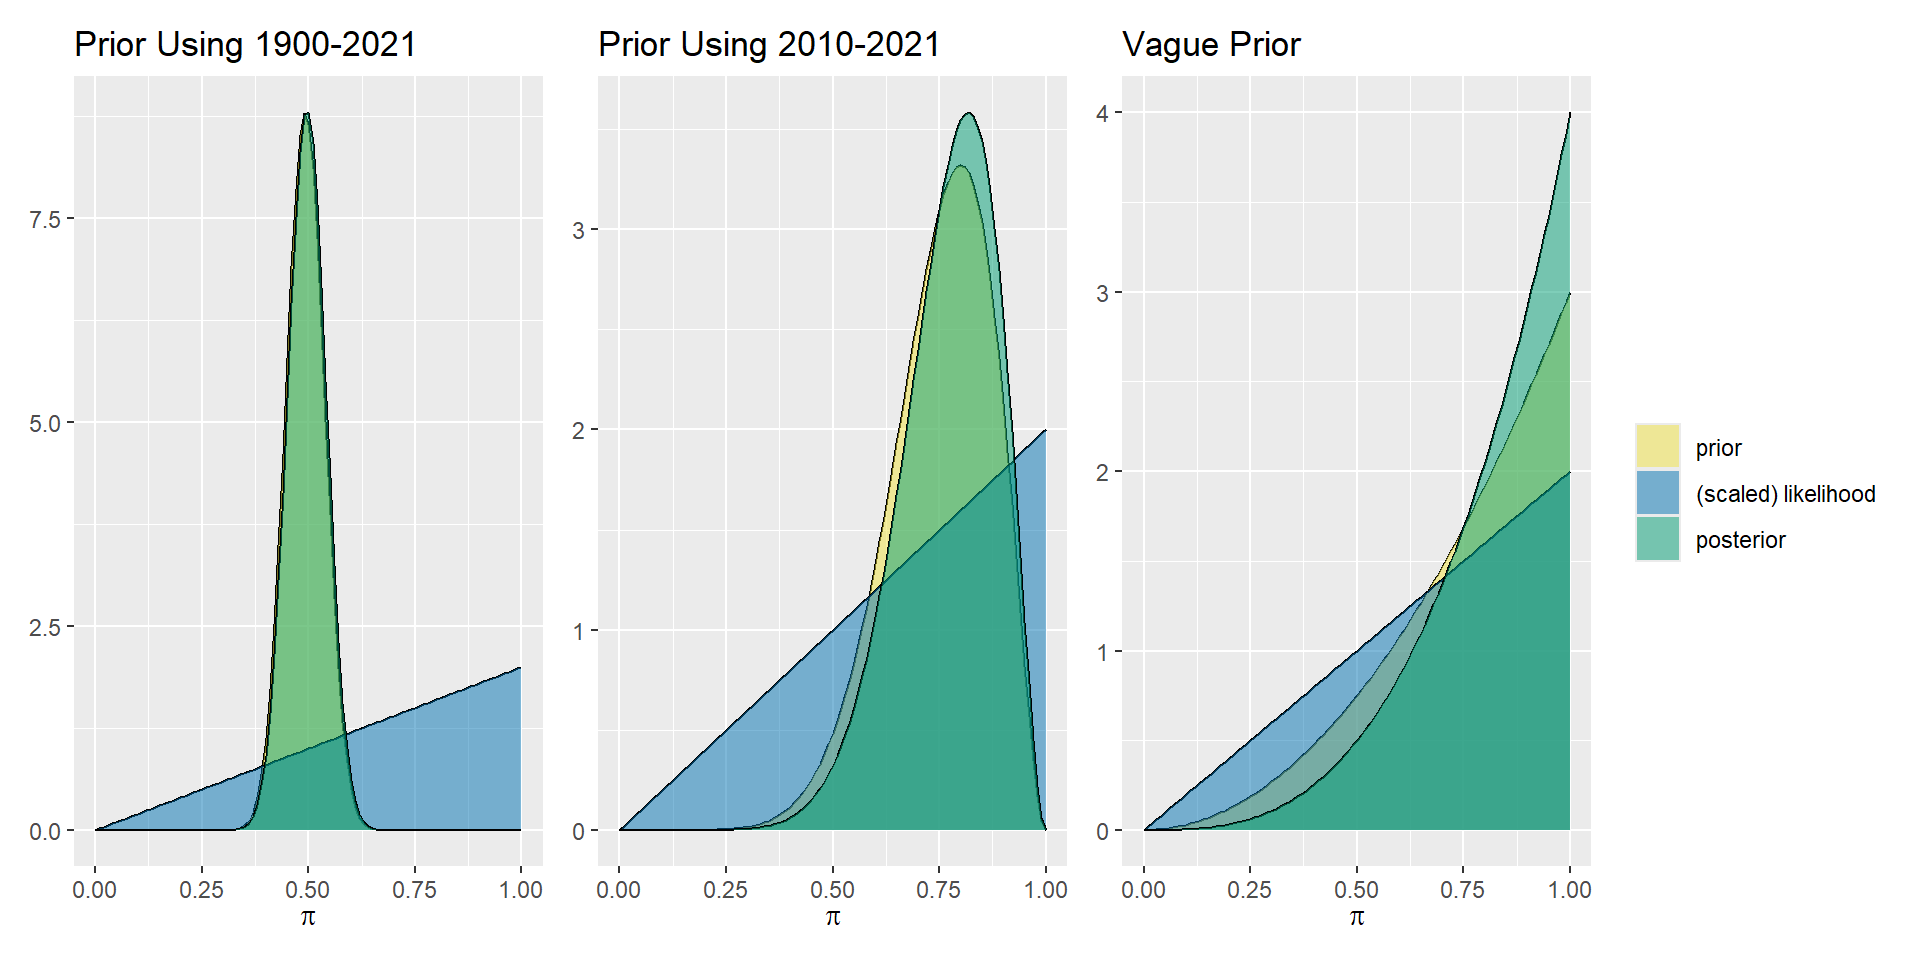 Prior Using 1900-2021
7.5
5.0
2.5
0.0
0.00 0.25 0.50 0.75 1.00
π
Prior Using 2010-2021
3
2
1
0
0.00 0.25 0.50 0.75 1.00
π
Vague Prior
4
3
2
1
0
0.00 0.25 0.50 0.75 1.00
π
prior
(scaled) likelihood
posterior